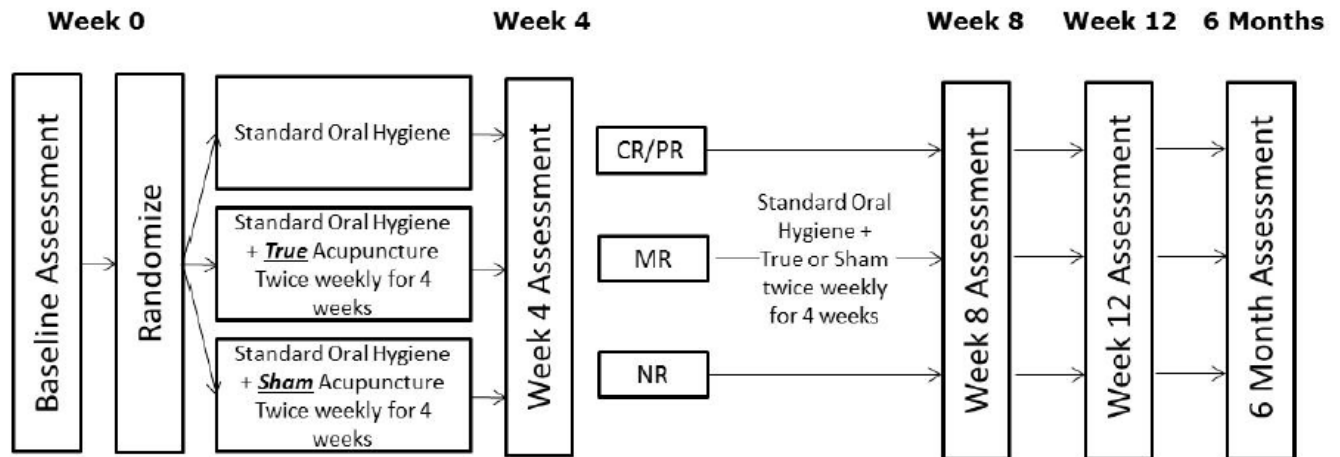 Week 0
Week 4
Week 8
Week 12
6 Months
Baseline Assessment
Randomize
Standard Oral Hygiene
Standard Oral Hygiene
+ True Acupuncture
Twice weekly for 4
weeks
Standard Oral Hygiene
+ Sham Acupuncture
Twice weekly for 4
weeks
Week 4 Assessment
CR/PR
MR
NR
Standard Oral
Hygiene +
True or Sham
twice weekly
for 4 weeks
Week 8 Assessment
Week 12 Assessment
6 Month Assessment